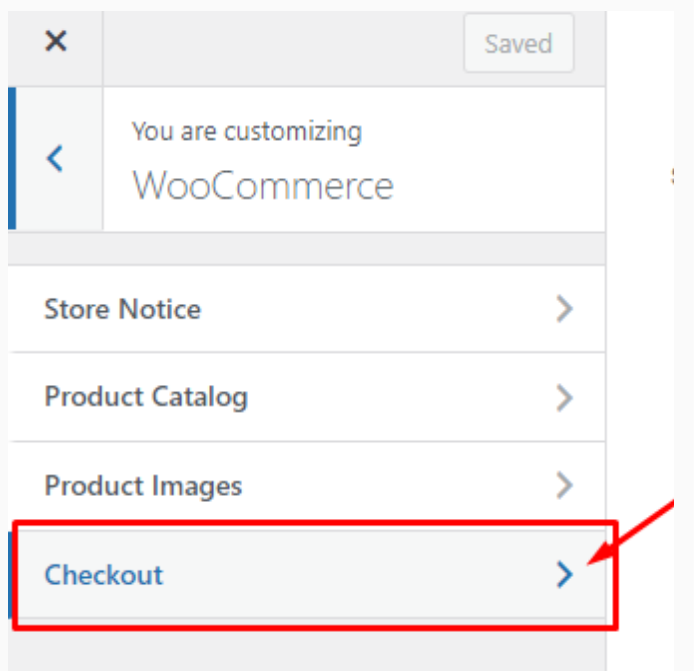 Saved
You are customizing
WooCommerce
Store Notice
Product Catalog
Product Images
Checkout